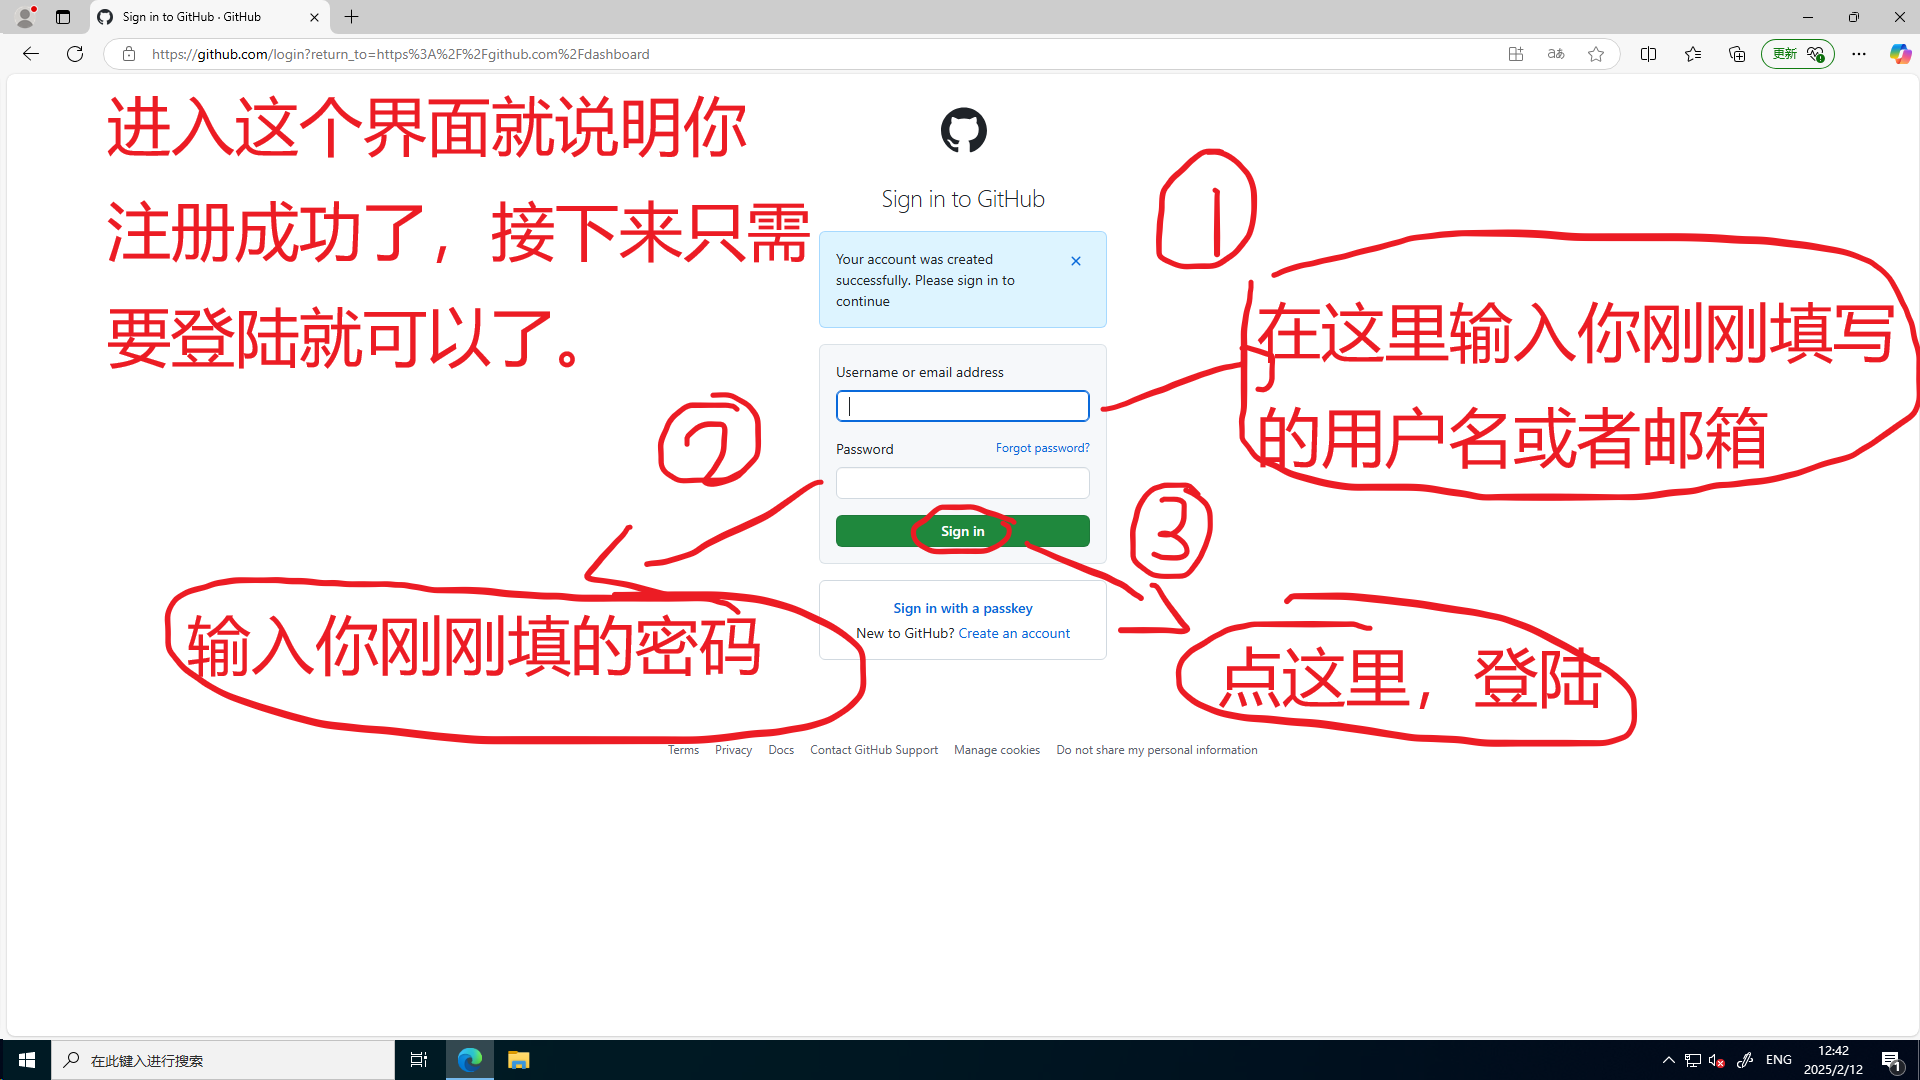 Sign in to GitHub · GitHub
https://github.com/login?return_to=https%3A%2F%2Fgithub.com%2Fdashboard
更新
进入这个界面就说明你
注册成功了，接下来只需
要登陆就可以了。
Sign in to GitHub
Your account was created
successfully. Please sign in to
continue
1
在这里输入你刚刚填写
的用户名或者邮箱
Username or email address
2
Password
Forgot password?
3
Sign in
输入你刚刚填的密码
Sign in with a passkey
New to GitHub? Create an account
点这里，登陆
Terms Privacy Docs Contact GitHub Support Manage cookies Do not share my personal information
在此键入进行搜索
ENG
12:42
2025/2/12
1